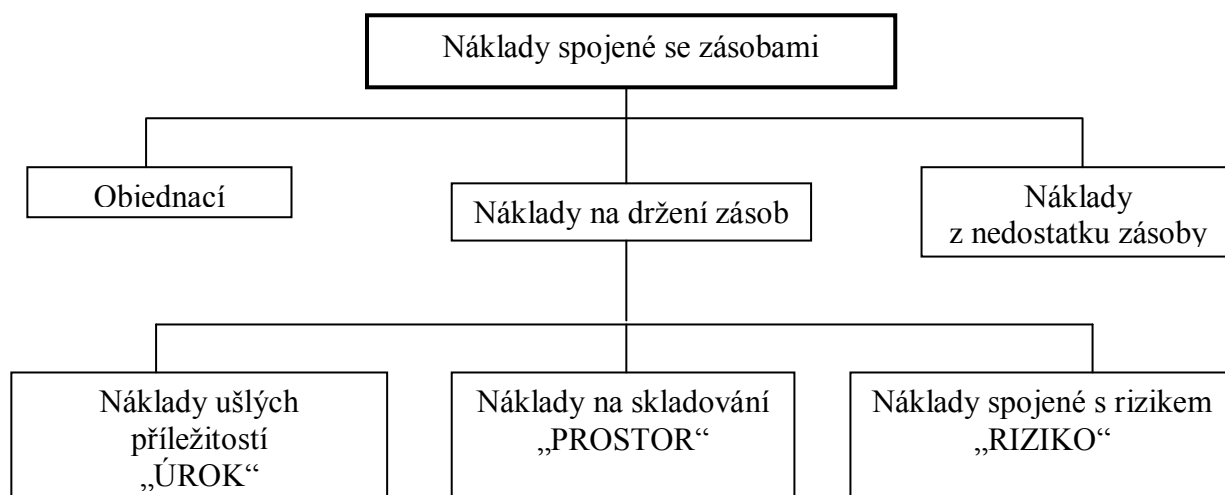 Náklady spojené se zásobami
Objednací
Náklady na držení zásob
Náklady
z nedostatku zásoby
Náklady ušlých
příležitostí
„ÚROK“
Náklady na skladování
„PROSTOR“
Náklady spojené s rizikem
„RIZIKO“